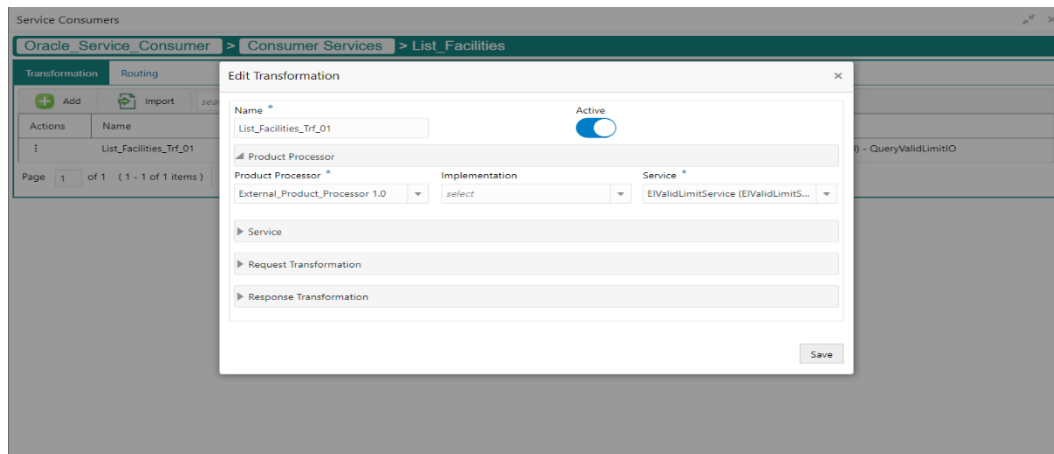 Service Consumers
Oracle_Service_Consumer > Consumer Services > List_Facilities
Transformation Routing
Edit Transformation
Add Import
Name *
Active
List_Facilities_Trf_01
Actions Name
List_Facilities_Trf_01
- QueryValidLimitIO
Product Processor
Page 1 of 1 (1 - 1 of 1 items)
Product Processor * Implementation Service *
External_Product_Processor 1.0 select EIValidLimitService (EIValidLimitS...
Service
Request Transformation
Response Transformation
Save